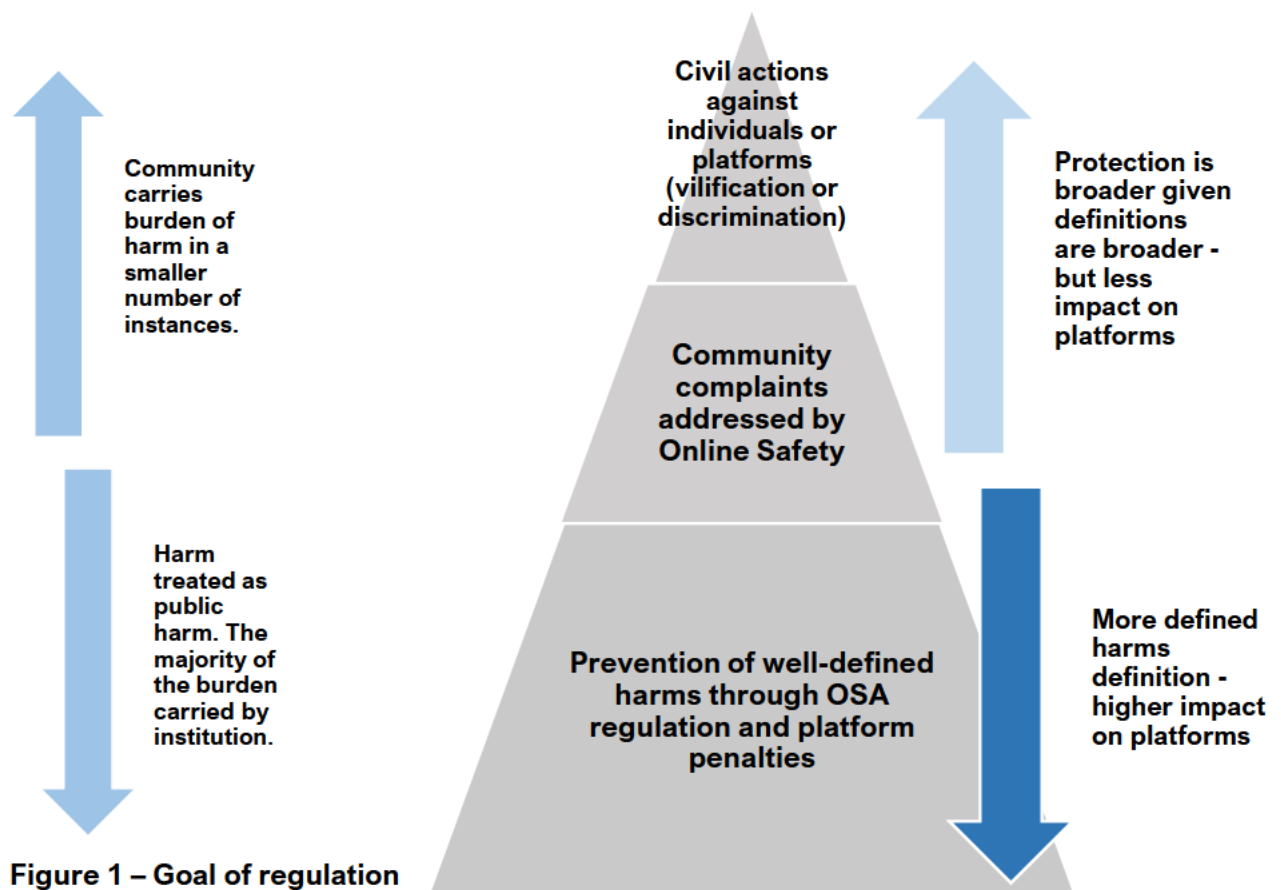 Civil actions
against
individuals or
platforms
(vilification or
discrimination)
Community
carries
burden of
harm in a
smaller
number of
instances.
Protection is
broader given
definitions
are broader -
but less
impact on
platforms
Community
complaints
addressed by
Online Safety
Harm
treated as
public
harm. The
majority of
the burden
carried by
institution.
Prevention of well-defined
harms through OSA
regulation and platform
penalties
More defined
harms
definition -
higher impact
on platforms
Figure 1 – Goal of regulation